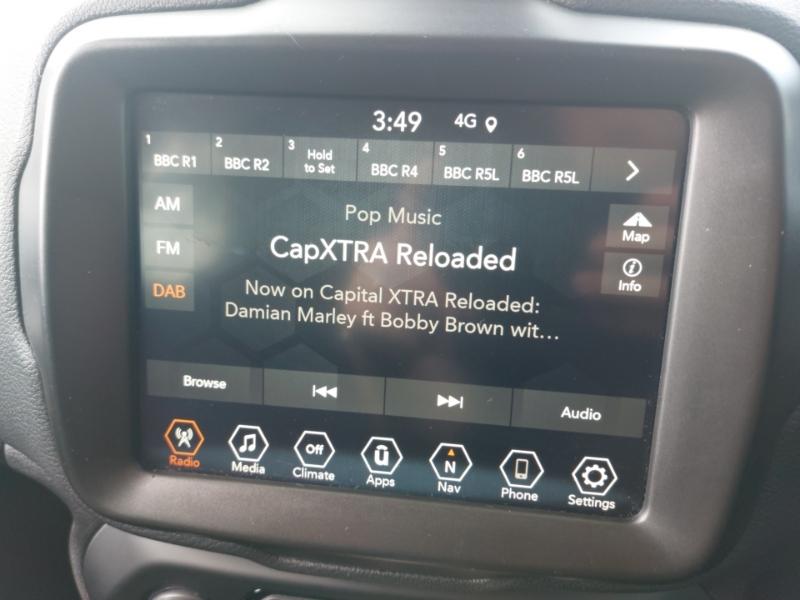 3:49 4G
1 BBC R1
2 BBC R2
3 Hold to Set
4 BBC R4
5 BBC R5L
6 BBC R5L
AM
FM
DAB
Pop Music
CapXTRA Reloaded
Now on Capital XTRA Reloaded:
Damian Marley ft Bobby Brown wit...
Map
Info
Browse
Audio
Radio
Media
Off
Climate
ū
Apps
N
Nav
Phone
Settings